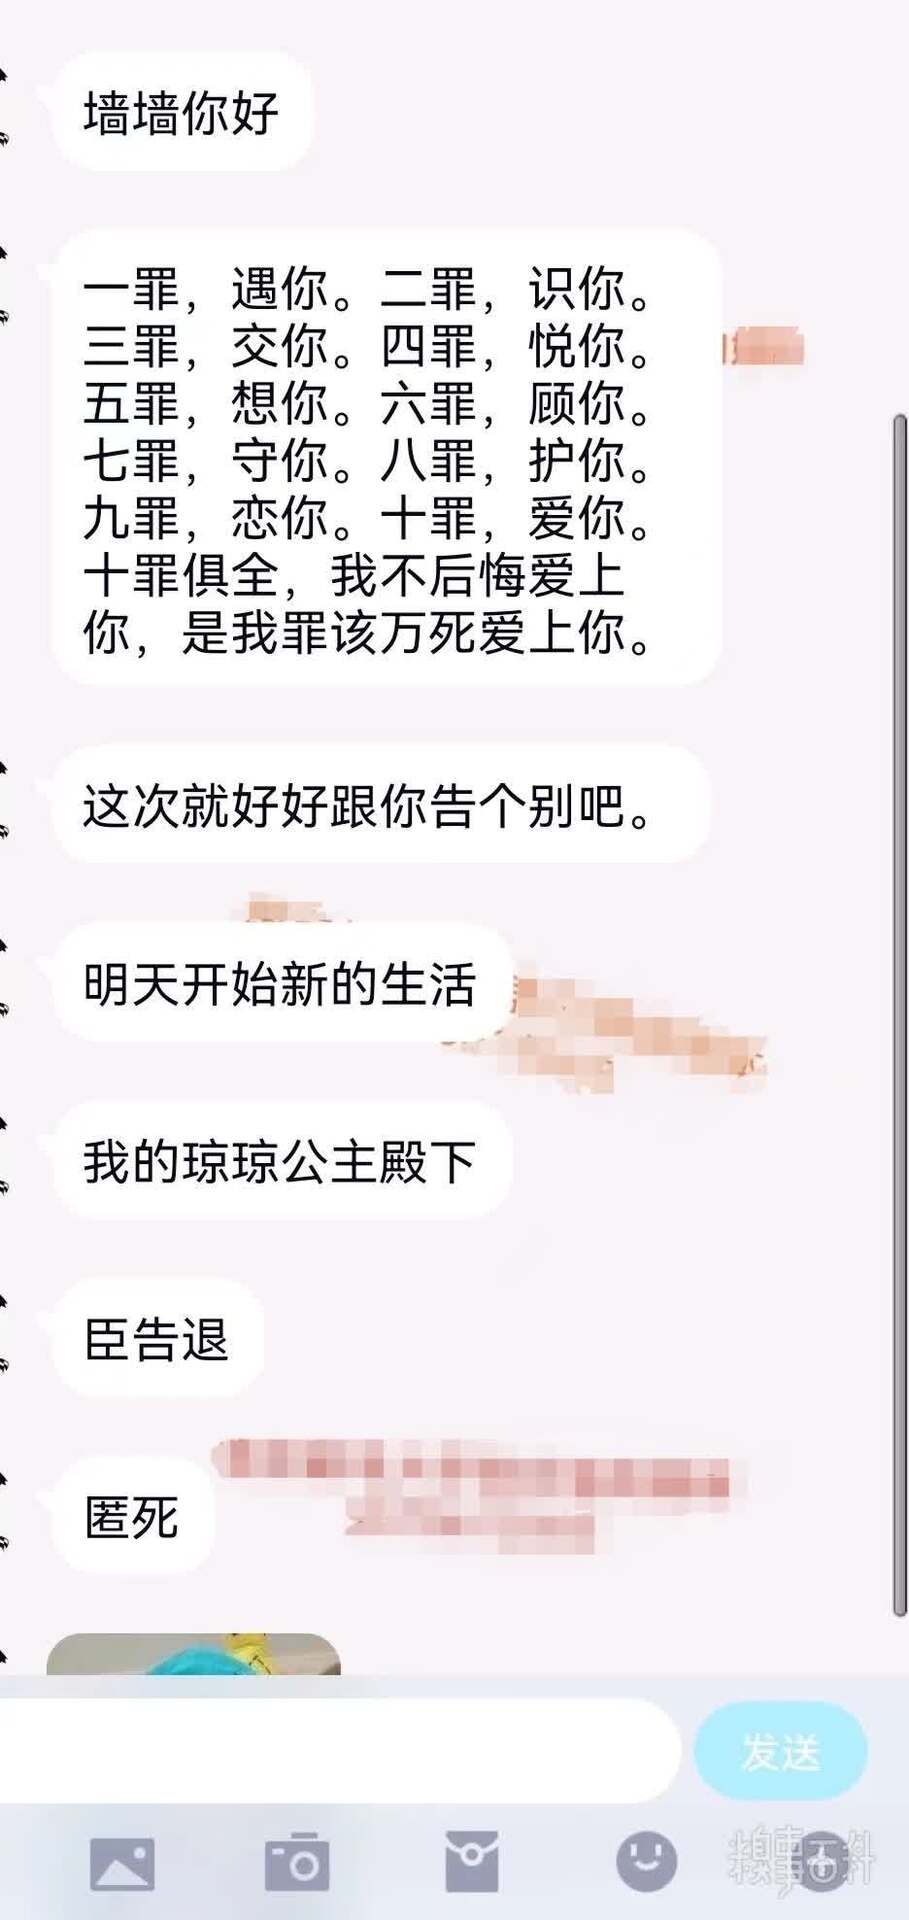 墙墙你好
一罪，遇你。二罪，识你。
三罪，交你。四罪，悦你。
五罪，想你。六罪，顾你。
七罪，守你。八罪，护你。
九罪，恋你。十罪，爱你。
十罪俱全，我不后悔爱上
你，是我罪该万死爱上你。
这次就好好跟你告个别吧。
明天开始新的生活
我的琼琼公主殿下
臣告退
匿死
发送
糗事百科